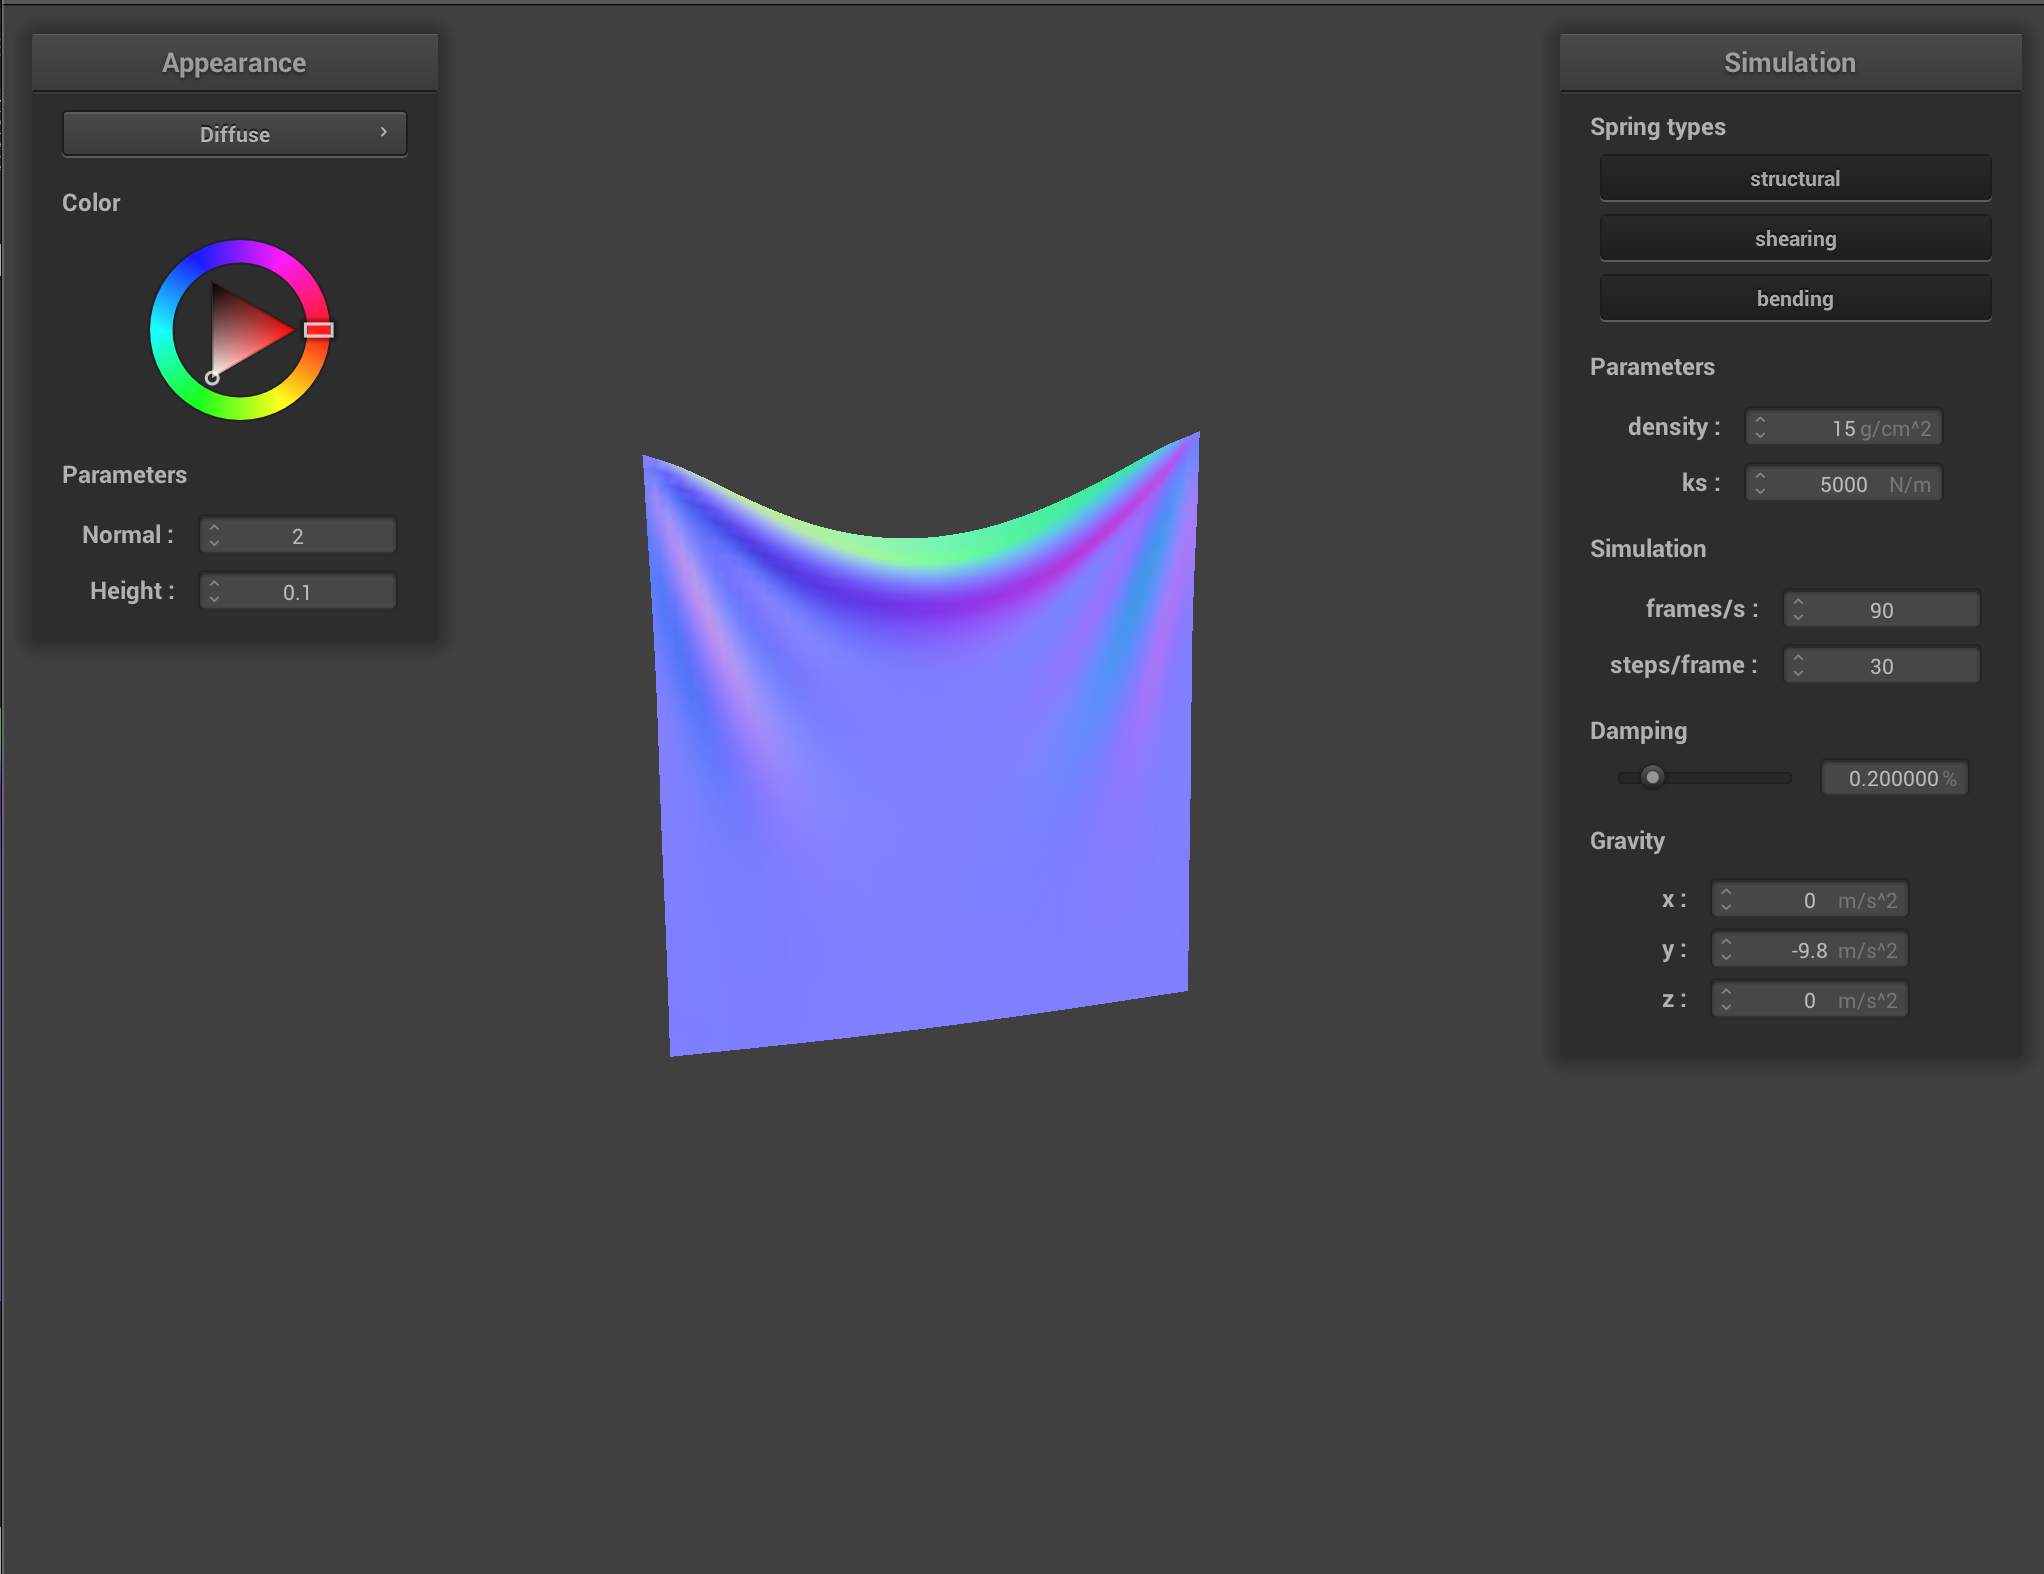 Appearance
Diffuse
Color
Parameters
Normal : 2
Height : 0.1
Simulation
Spring types
structural
shearing
bending
Parameters
density : 15 g/cm^2
ks : 5000 N/m
Simulation
frames/s : 90
steps/frame : 30
Damping
0.200000 %
Gravity
x : 0 m/s^2
y : -9.8 m/s^2
z : 0 m/s^2